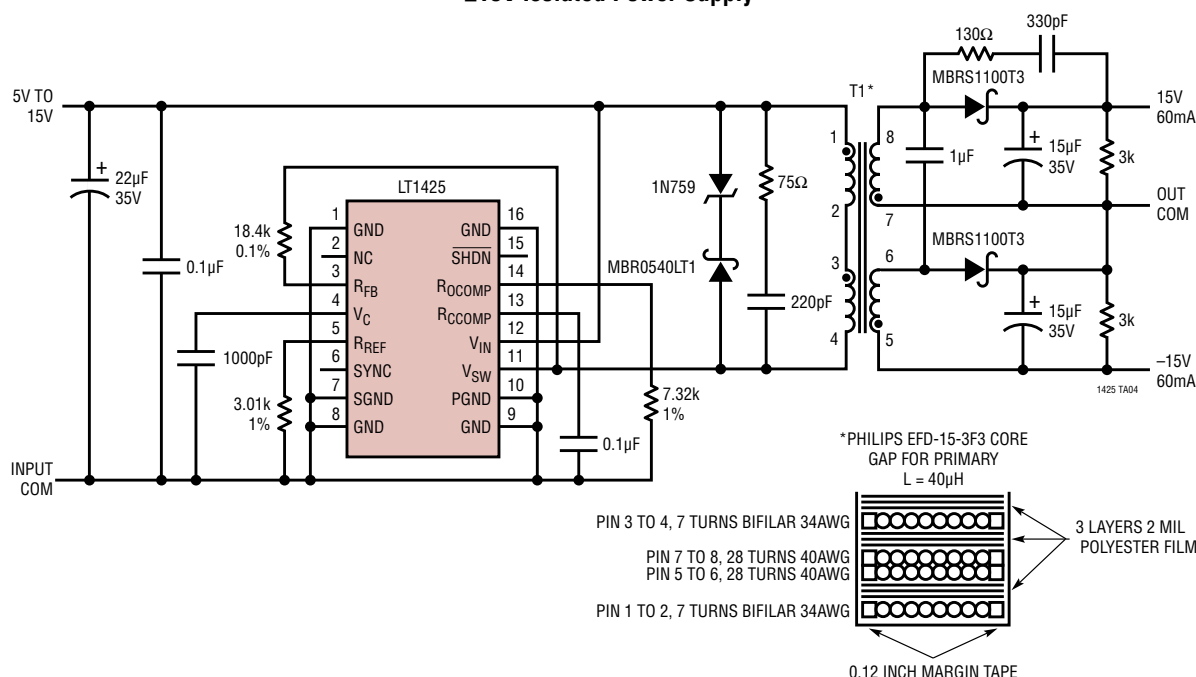 ±15V Isolated Power Supply
330pF
130Ω
MBRS1100T3
5V TO
15V
T1*
15V
60mA
1
8
1µF
+
15µF
35V
3k
+
22µF
35V
LT1425
1N759
75Ω
2
7
OUT
COM
18.4k
0.1%
0.1µF
1
GND
2
NC
3
RFB
4
VC
5
RREF
6
SYNC
7
SGND
8
GND
16
GND
15
SHDN
14
ROCOMP
13
RCCOMP
12
VIN
11
VSW
10
PGND
9
GND
MBR0540LT1
220pF
3
6
MBRS1100T3
+
15µF
35V
3k
4
5
–15V
60mA
1425 TA04
1000pF
3.01k
1%
7.32k
1%
0.1µF
INPUT
COM
*PHILIPS EFD-15-3F3 CORE
GAP FOR PRIMARY
L = 40µH
PIN 3 TO 4, 7 TURNS BIFILAR 34AWG
PIN 7 TO 8, 28 TURNS 40AWG
PIN 5 TO 6, 28 TURNS 40AWG
PIN 1 TO 2, 7 TURNS BIFILAR 34AWG
3 LAYERS 2 MIL
POLYESTER FILM
0.12 INCH MARGIN TAPE